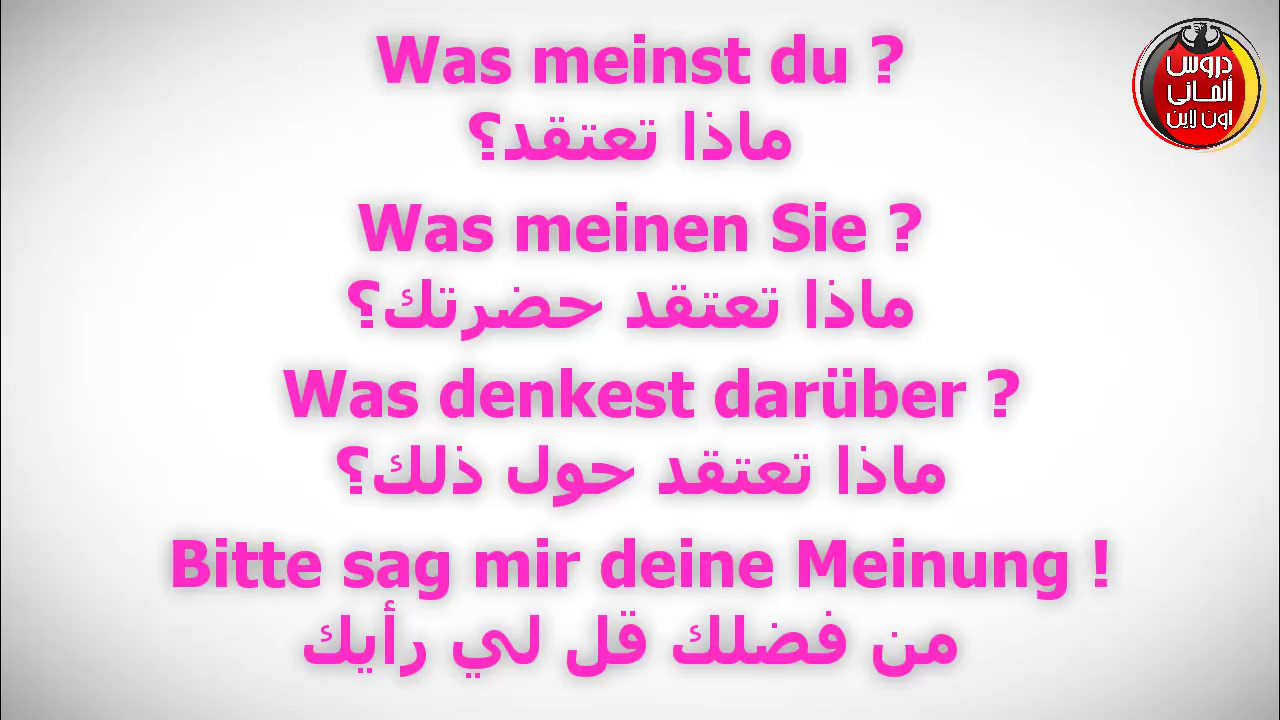 Was meinst du ?
ماذا تعتقد؟
Was meinen Sie ?
ماذا تعتقد حضرتك؟
Was denkest darüber ?
ماذا تعتقد حول ذلك؟
Bitte sag mir deine Meinung !
من فضلك قل لي رأيك
دروس
ألماني
اون لاين